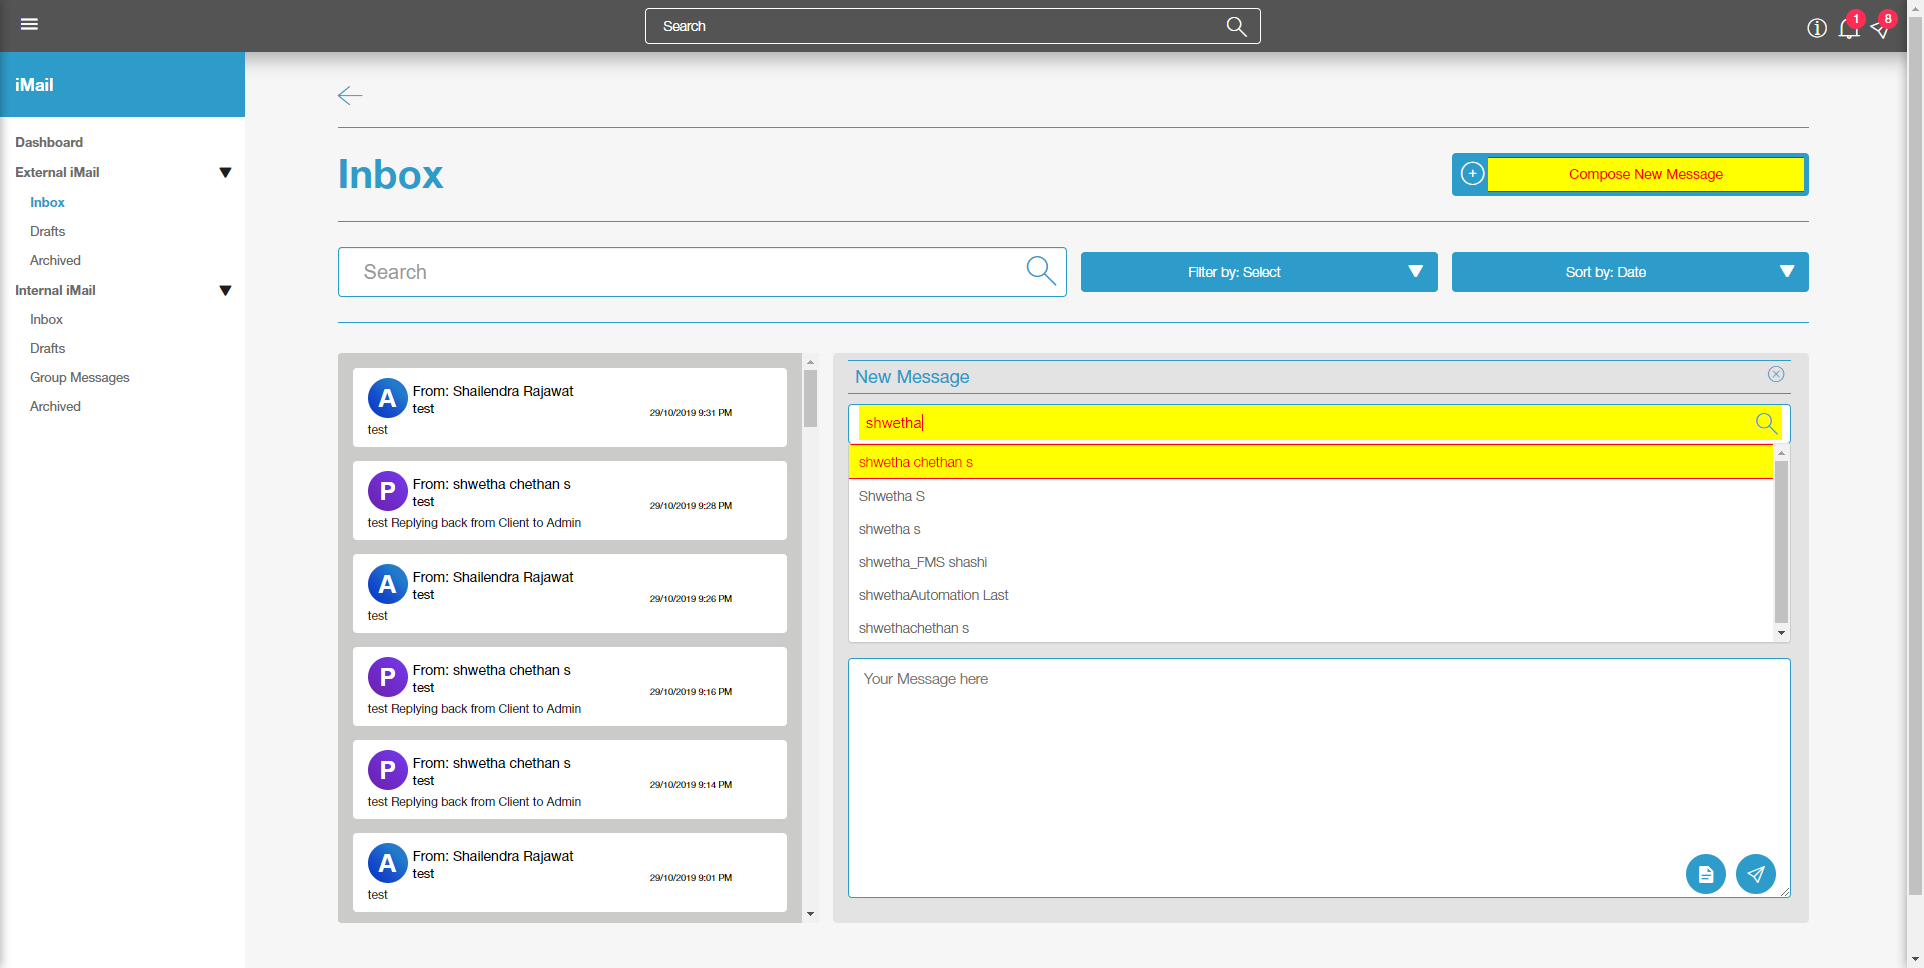 Search
1
8
iMail
Dashboard
External iMail
Inbox
Drafts
Archived
Internal iMail
Inbox
Drafts
Group Messages
Archived
Inbox
Compose New Message
Search
Filter by: Select
Sort by: Date
A
From: Shailendra Rajawat
test
29/10/2019 9:31 PM
test
P
From: shwetha chethan s
test
29/10/2019 9:28 PM
test Replying back from Client to Admin
A
From: Shailendra Rajawat
test
29/10/2019 9:26 PM
test
P
From: shwetha chethan s
test
29/10/2019 9:16 PM
test Replying back from Client to Admin
P
From: shwetha chethan s
test
29/10/2019 9:14 PM
test Replying back from Client to Admin
A
From: Shailendra Rajawat
test
29/10/2019 9:01 PM
test
New Message
shwetha
shwetha chethan s
Shwetha S
shwetha s
shwetha_FMS shashi
shwethaAutomation Last
shwethachethan s
Your Message here